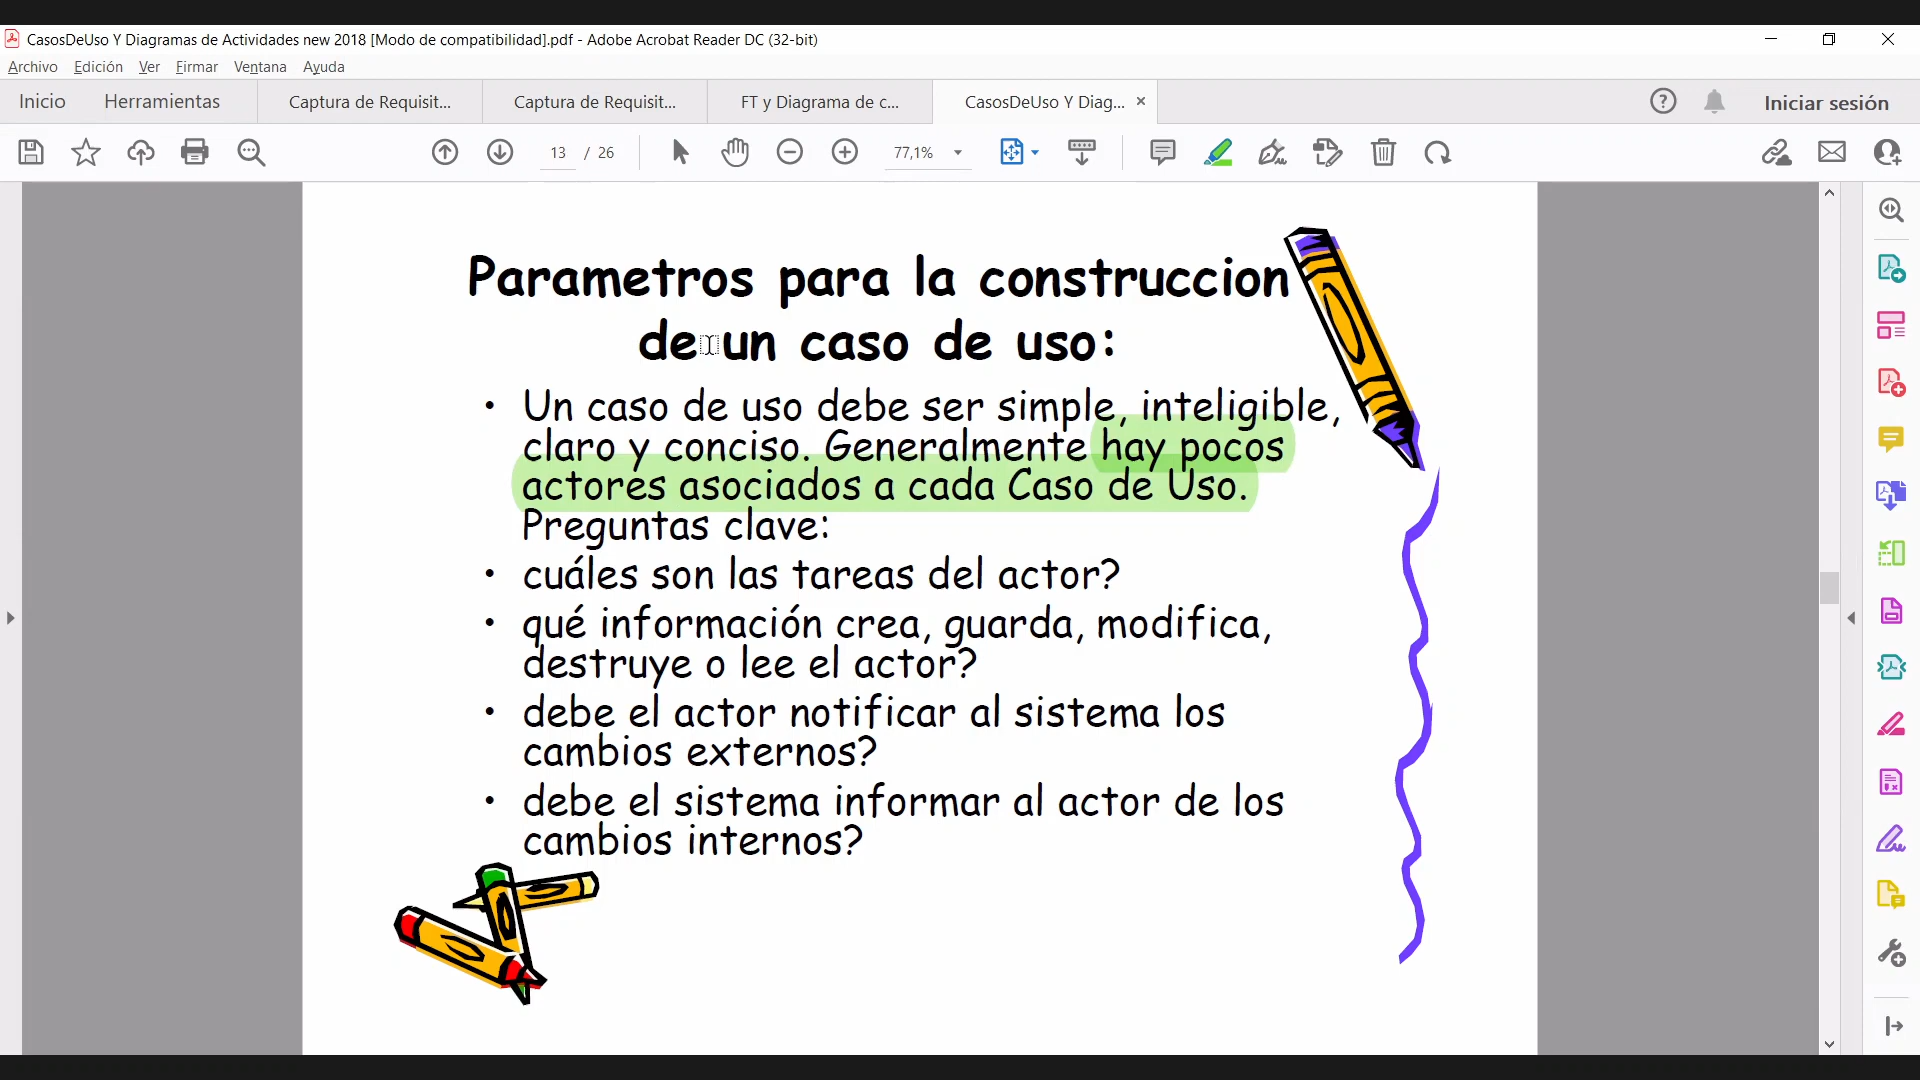 CasosDeUso Y Diagramas de Actividades new 2018 [Modo de compatibilidad].pdf - Adobe Acrobat Reader DC (32-bit)
Archivo Edición Ver Firmar Ventana Ayuda
Inicio Herramientas Captura de Requisit... Captura de Requisit... FT y Diagrama de c... CasosDeUso Y Diag... Iniciar sesión
13 / 26 77,1%
Parametros para la construccion
de un caso de uso:
• Un caso de uso debe ser simple, inteligible,
claro y conciso. Generalmente hay pocos
actores asociados a cada Caso de Uso.
Preguntas clave:
• cuáles son las tareas del actor?
• qué información crea, guarda, modifica,
destruye o lee el actor?
• debe el actor notificar al sistema los
cambios externos?
• debe el sistema informar al actor de los
cambios internos?